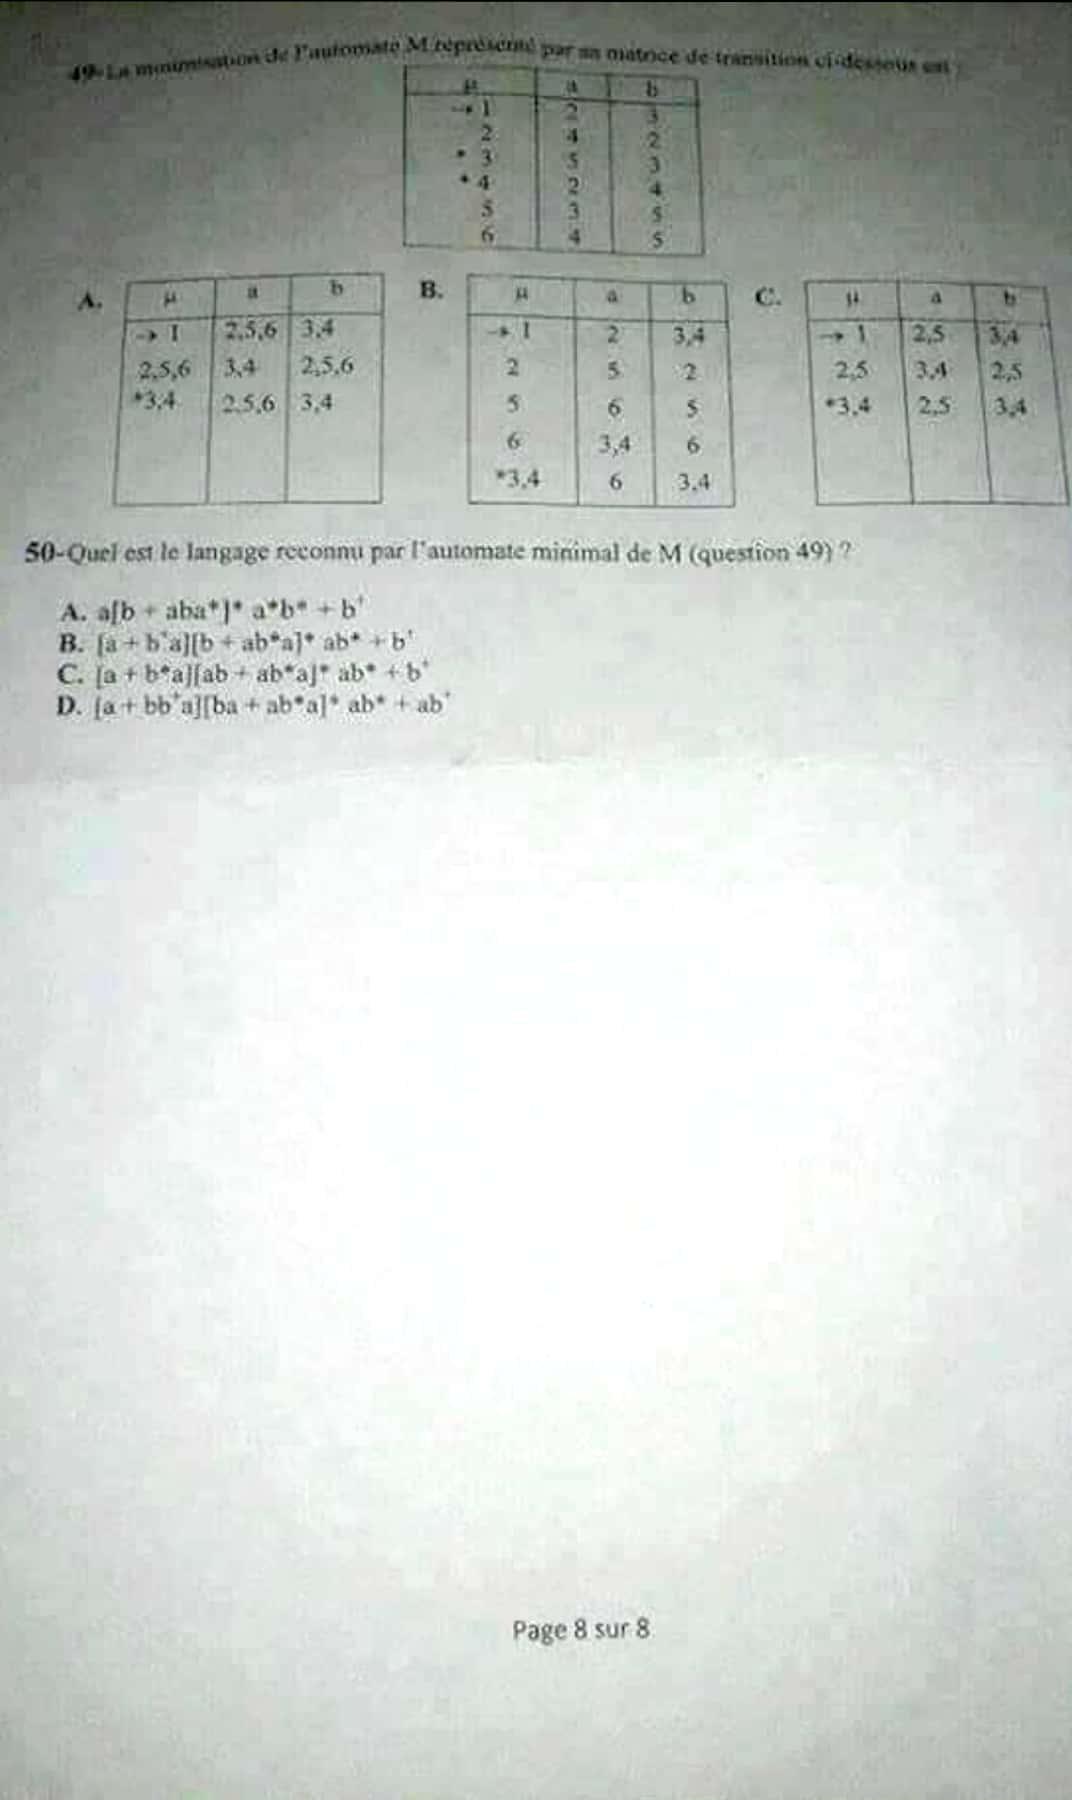 49-La minimisation de l'automate M représenté par sa matrice de transition ci-dessous est :
µ a b
→ 1 2 3
2 4 2
* 3 5 3
* 4 2 4
5 3 5
6 4 5
A.
µ a b
→ 1 2,5,6 3,4
2,5,6 3,4 2,5,6
*3,4 2,5,6 3,4
B.
µ a b
→ 1 2 3,4
2 5 2
5 6 5
6 3,4 6
*3,4 6 3,4
C.
µ a b
→ 1 2,5 3,4
2,5 3,4 2,5
*3,4 2,5 3,4
50-Quel est le langage reconnu par l'automate minimal de M (question 49) ?
A. a[b + aba*]* a*b* + b⁺
B. [a + b⁺a][b + ab*a]* ab* + b⁺
C. [a + b*a][ab + ab*a]* ab* + b⁺
D. [a + bb⁺a][ba + ab*a]* ab* + ab⁺
Page 8 sur 8